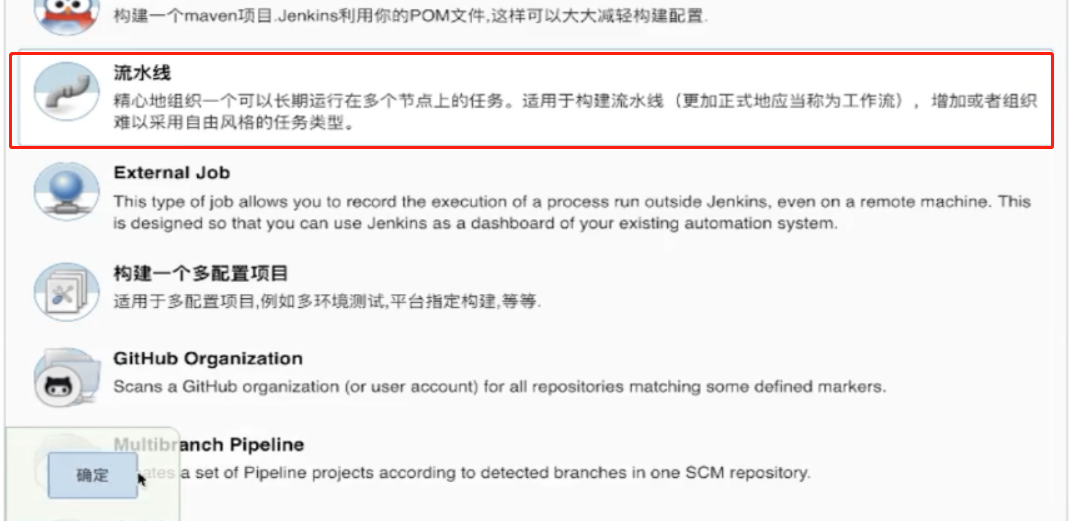 构建一个maven项目.Jenkins利用你的POM文件,这样可以大大减轻构建配置.
流水线
精心地组织一个可以长期运行在多个节点上的任务。适用于构建流水线（更加正式地应当称为工作流），增加或者组织
难以采用自由风格的任务类型。
External Job
This type of job allows you to record the execution of a process run outside Jenkins, even on a remote machine. This
is designed so that you can use Jenkins as a dashboard of your existing automation system.
构建一个多配置项目
适用于多配置项目,例如多环境测试,平台指定构建,等等.
GitHub Organization
Scans a GitHub organization (or user account) for all repositories matching some defined markers.
Multibranch Pipeline
确定
a set of Pipeline projects according to detected branches in one SCM repository.